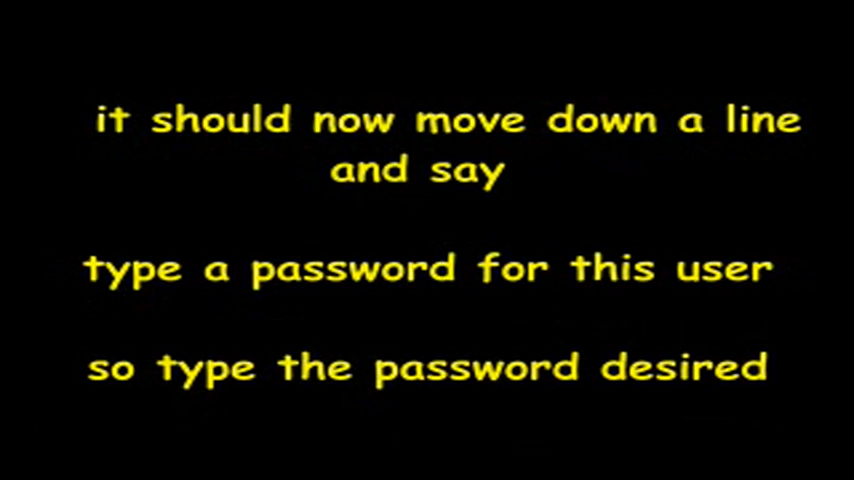 it should now move down a line
and say
type a password for this user
so type the password desired